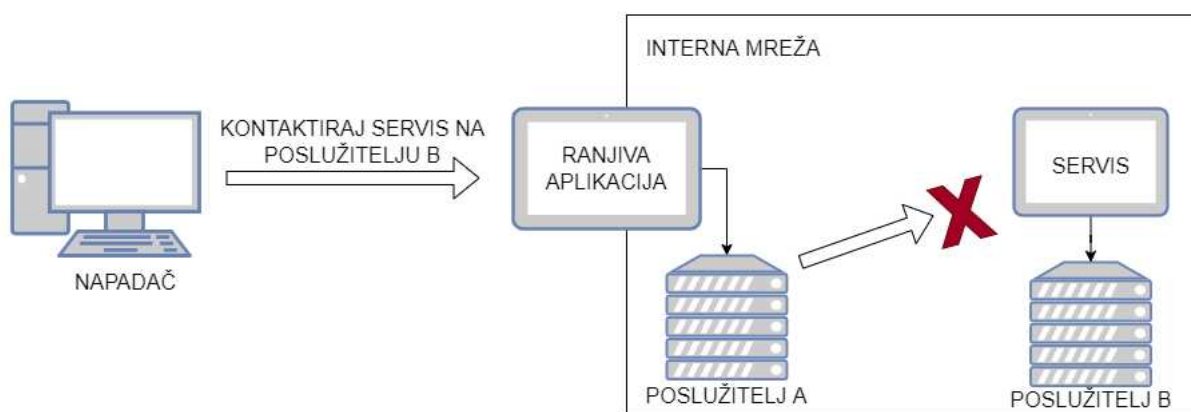 INTERNA MREŽA
KONTAKTIRAJ SERVIS NA
POSLUŽITELJU B
RANJIVA
APLIKACIJA
SERVIS
NAPADAČ
POSLUŽITELJ A
POSLUŽITELJ B